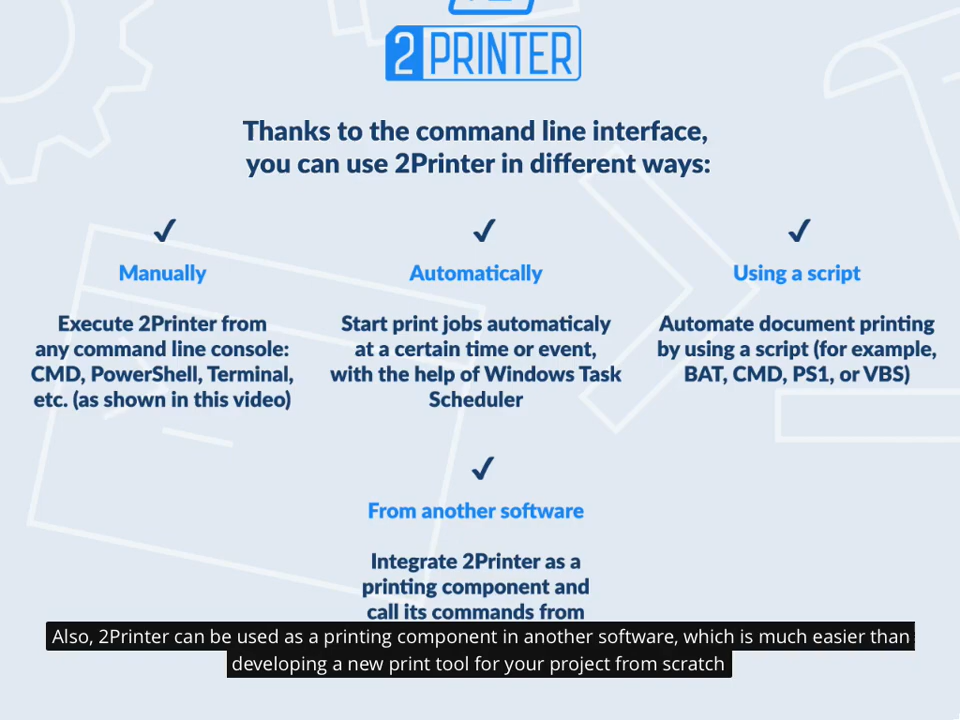 2PRINTER
Thanks to the command line interface,
you can use 2Printer in different ways:
Manually
Execute 2Printer from
any command line console:
CMD, PowerShell, Terminal,
etc. (as shown in this video)
Automatically
Start print jobs automaticaly
at a certain time or event,
with the help of Windows Task
Scheduler
Using a script
Automate document printing
by using a script (for example,
BAT, CMD, PS1, or VBS)
From another software
Integrate 2Printer as a
printing component and
call its commands from
Also, 2Printer can be used as a printing component in another software, which is much easier than
developing a new print tool for your project from scratch